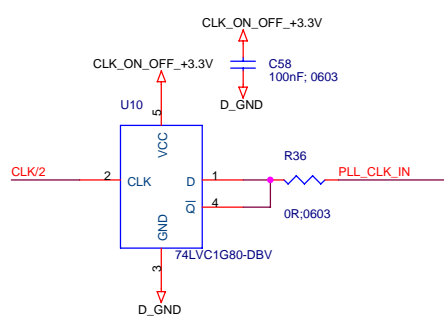 CLK_ON_OFF_+3.3V
CLK_ON_OFF_+3.3V
C58
100nF; 0603
D_GND
U10
5
VCC
CLK/2
2
CLK
D
1
R36
PLL_CLK_IN
Q\
4
0R;0603
GND
3
74LVC1G80-DBV
D_GND